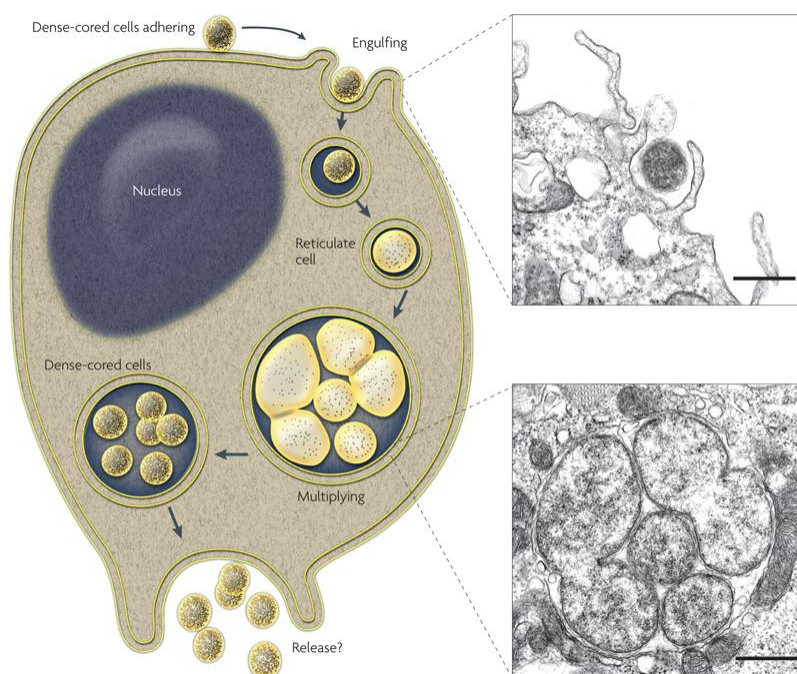 Dense-cored cells adhering
Engulfing
Nucleus
Reticulate
cell
Dense-cored cells
Multiplying
Release?